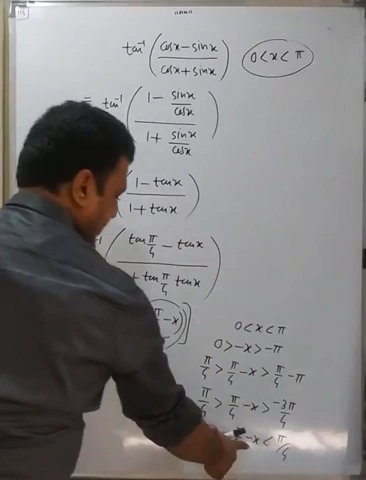 tan⁻¹ ( (cosx − sinx) / (cosx + sinx) )   0 < x < π
= tan⁻¹ ( (1 − sinx/cosx) / (1 + sinx/cosx) )
( (1 − tanx) / (1 + tanx) )
⁻¹ ( (tan π/4 − tanx) / (+ tan π/4 tanx) )
π − x ) ]
0 < x < π
0 > −x > −π
π/4 > π/4 − x > π/4 − π
π/4 > π/4 − x > −3π/4
− x < π/4